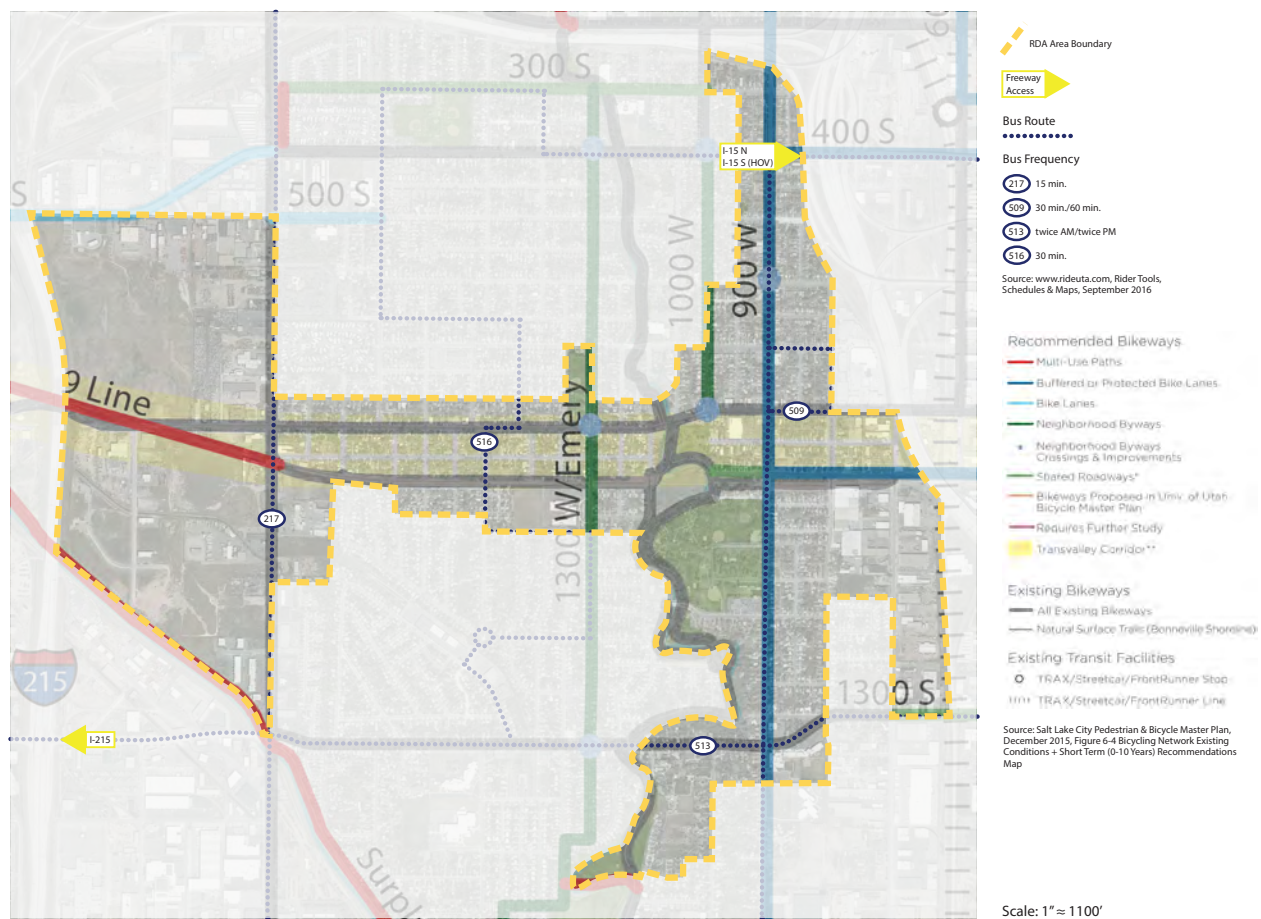 300 S
400 S
I-15 N
I-15 S (HOV)
S
500 S
1000 W
900 W
9 Line
509
516
1300 W/Emery
217
215
I-215
1300 S
513
Surpl
60
RDA Area Boundary
Freeway
Access
Bus Route
Bus Frequency
217 15 min.
509 30 min./60 min.
513 twice AM/twice PM
516 30 min.
Source: www.rideuta.com, Rider Tools,
Schedules & Maps, September 2016
Recommended Bikeways
Multi-Use Paths
Buffered or Protected Bike Lanes
Bike Lanes
Neighborhood Byways
Neighborhood Byways
Crossings & Improvements
Shared Roadways*
Bikeways Proposed in Univ. of Utah
Bicycle Master Plan
Requires Further Study
Transvalley Corridor**
Existing Bikeways
All Existing Bikeways
Natural Surface Trails (Bonneville Shoreline)
Existing Transit Facilities
TRAX/Streetcar/FrontRunner Stop
TRAX/Streetcar/FrontRunner Line
Source: Salt Lake City Pedestrian & Bicycle Master Plan,
December 2015, Figure 6-4 Bicycling Network Existing
Conditions + Short Term (0-10 Years) Recommendations
Map
Scale: 1" ≈ 1100'